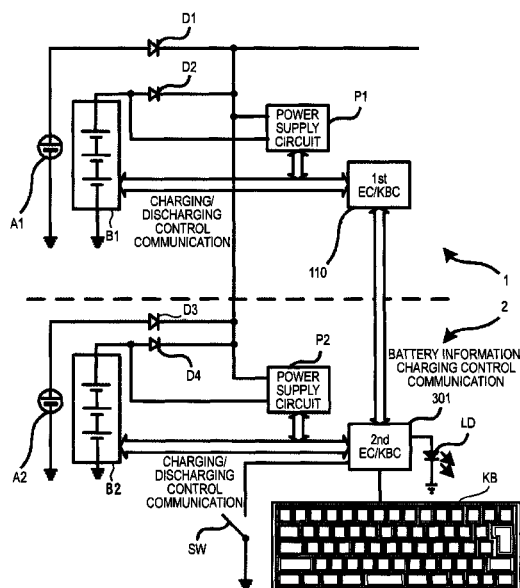 D1
D2
P1
POWER
SUPPLY
CIRCUIT
1st
EC/KBC
A1
B1
CHARGING/
DISCHARGING
CONTROL
COMMUNICATION
110
1
2
D3
D4
P2
POWER
SUPPLY
CIRCUIT
BATTERY INFORMATION
CHARGING CONTROL
COMMUNICATION
301
LD
2nd
EC/KBC
A2
B2
CHARGING/
DISCHARGING
CONTROL
COMMUNICATION
KB
SW